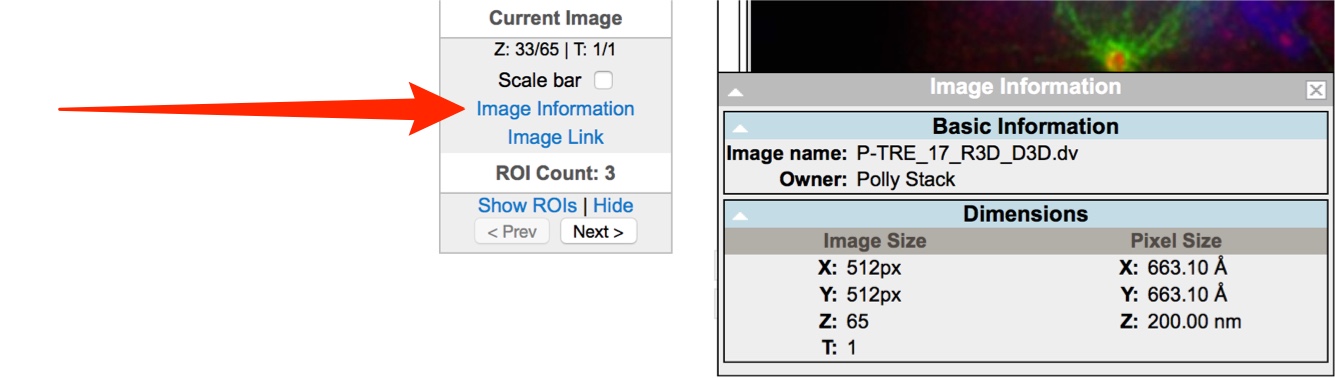 Current Image
Z: 33/65 | T: 1/1
Scale bar
Image Information
Image Link
ROI Count: 3
Show ROIs | Hide
< Prev Next >
Image Information
Basic Information
Image name: P-TRE_17_R3D_D3D.dv
Owner: Polly Stack
Dimensions
Image Size Pixel Size
X: 512px X: 663.10 Å
Y: 512px Y: 663.10 Å
Z: 65 Z: 200.00 nm
T: 1